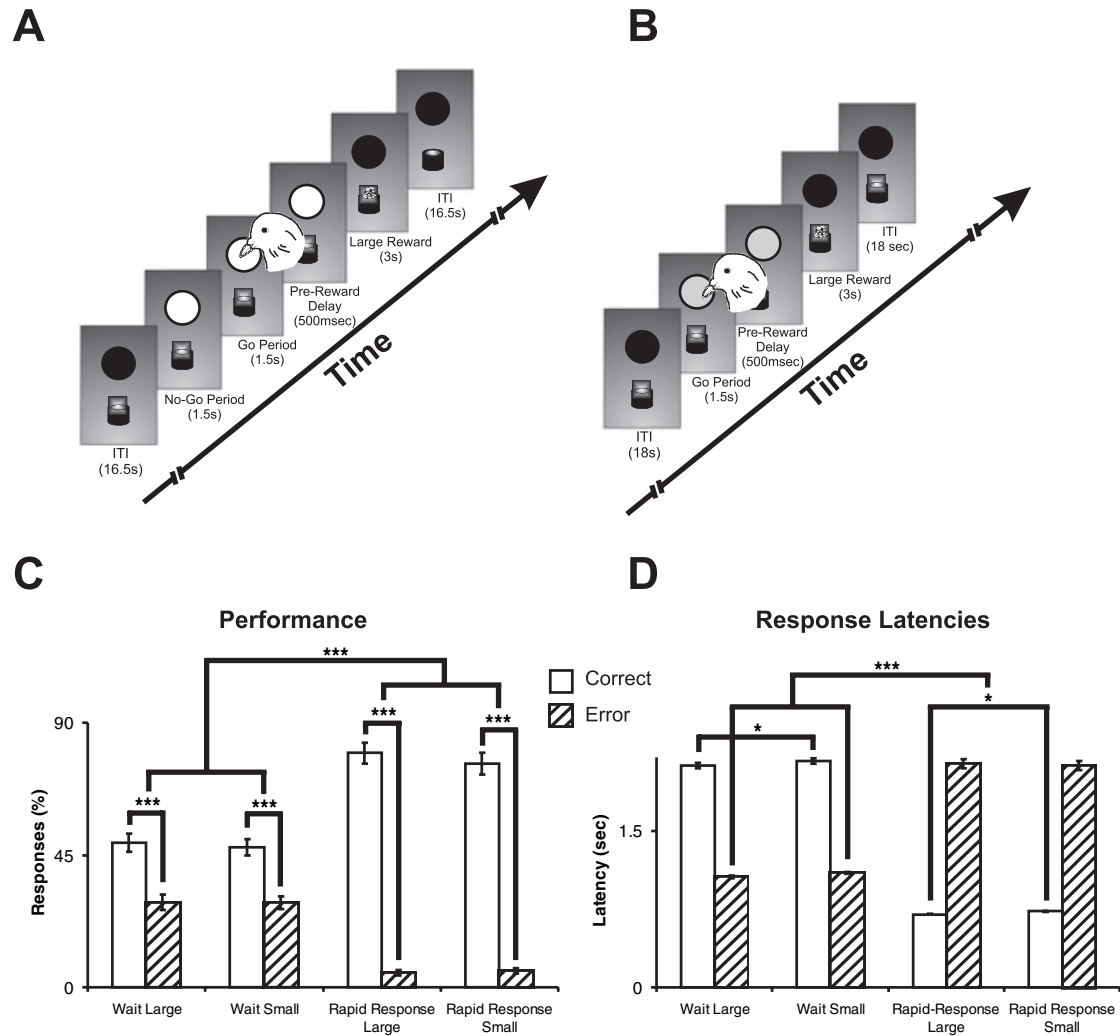 A
ITI
(16.5s)
No-Go Period
(1.5s)
Go Period
(1.5s)
Pre-Reward
Delay
(500msec)
Large Reward
(3s)
ITI
(16.5s)
Time
B
ITI
(18s)
Go Period
(1.5s)
Pre-Reward
Delay
(500msec)
Large Reward
(3s)
ITI
(18 sec)
Time
C
Performance
Responses (%)
90
45
0
***
***
***
***
***
Wait Large
Wait Small
Rapid Response
Large
Rapid Response
Small
Correct
Error
D
Response Latencies
Latency (sec)
1.5
0
***
*
*
Wait Large
Wait Small
Rapid-Response
Large
Rapid Response
Small